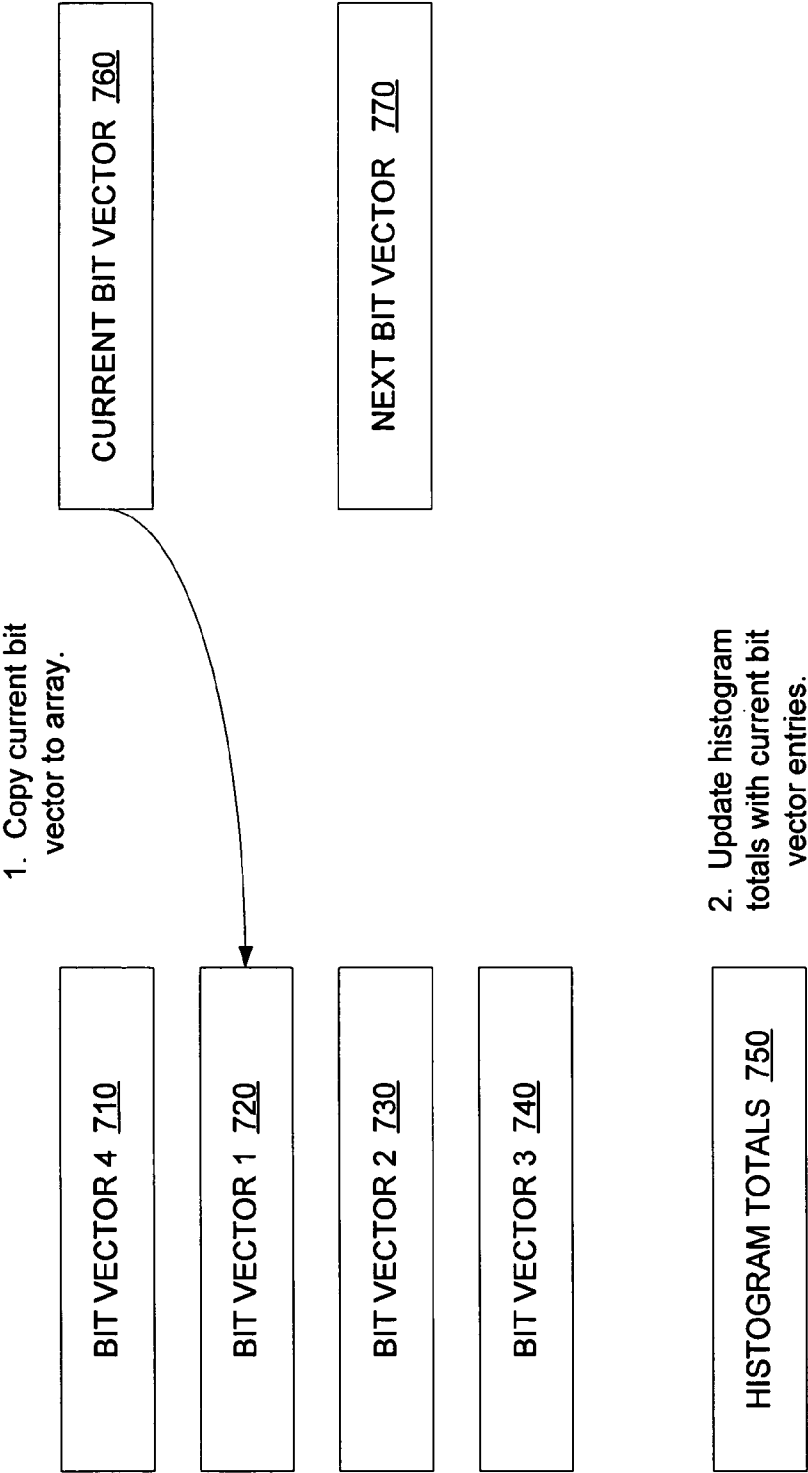 1. Copy current bit
vector to array.
BIT VECTOR 4 710
CURRENT BIT VECTOR 760
BIT VECTOR 1 720
BIT VECTOR 2 730
NEXT BIT VECTOR 770
BIT VECTOR 3 740
HISTOGRAM TOTALS 750
2. Update histogram
totals with current bit
vector entries.